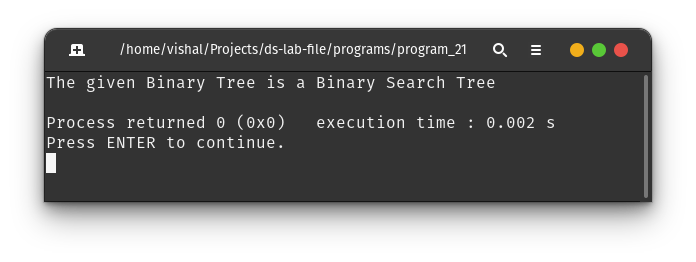 /home/vishal/Projects/ds-lab-file/programs/program_21
The given Binary Tree is a Binary Search Tree
Process returned 0 (0x0)   execution time : 0.002 s
Press ENTER to continue.